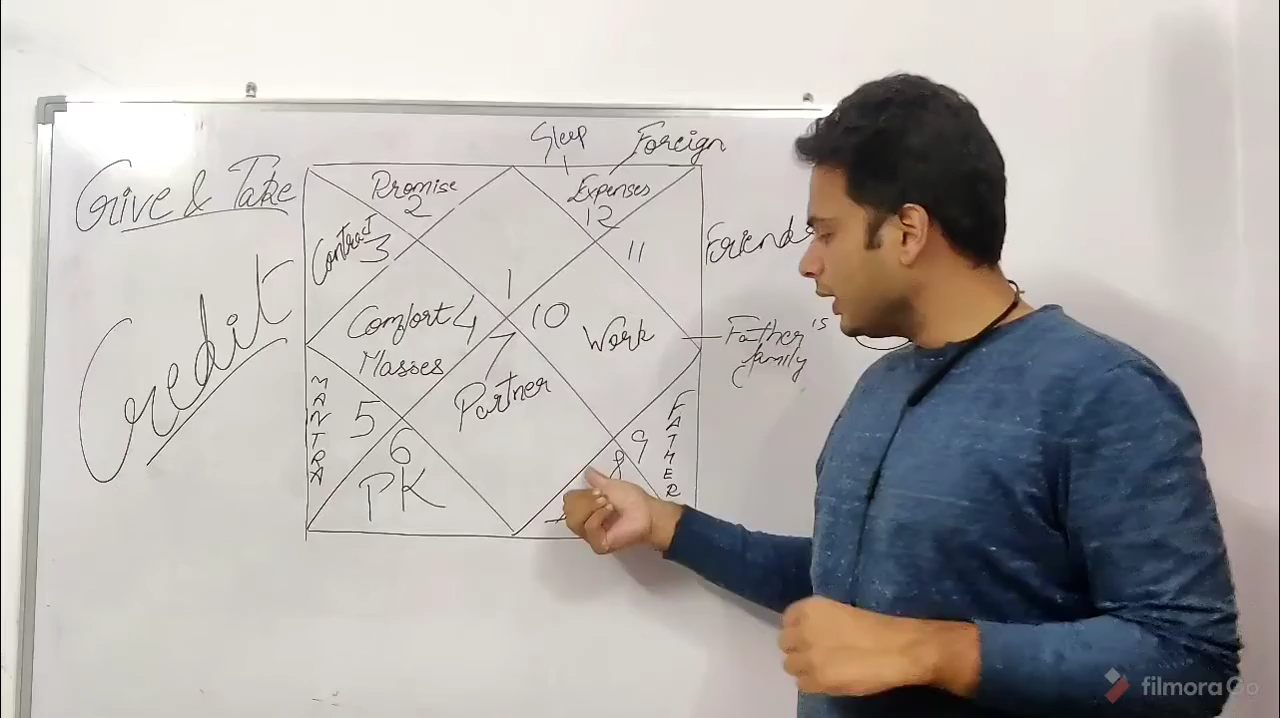 Sleep
Foreign
Give & Take
Promise
2
Expenses
12
Contract
3
11
Friends
Credit
1
Comfort 4
Masses
10
Work
Father's
family
7
Partner
MANTRA
5
6
PK
8
9
FATHER
filmoraGo